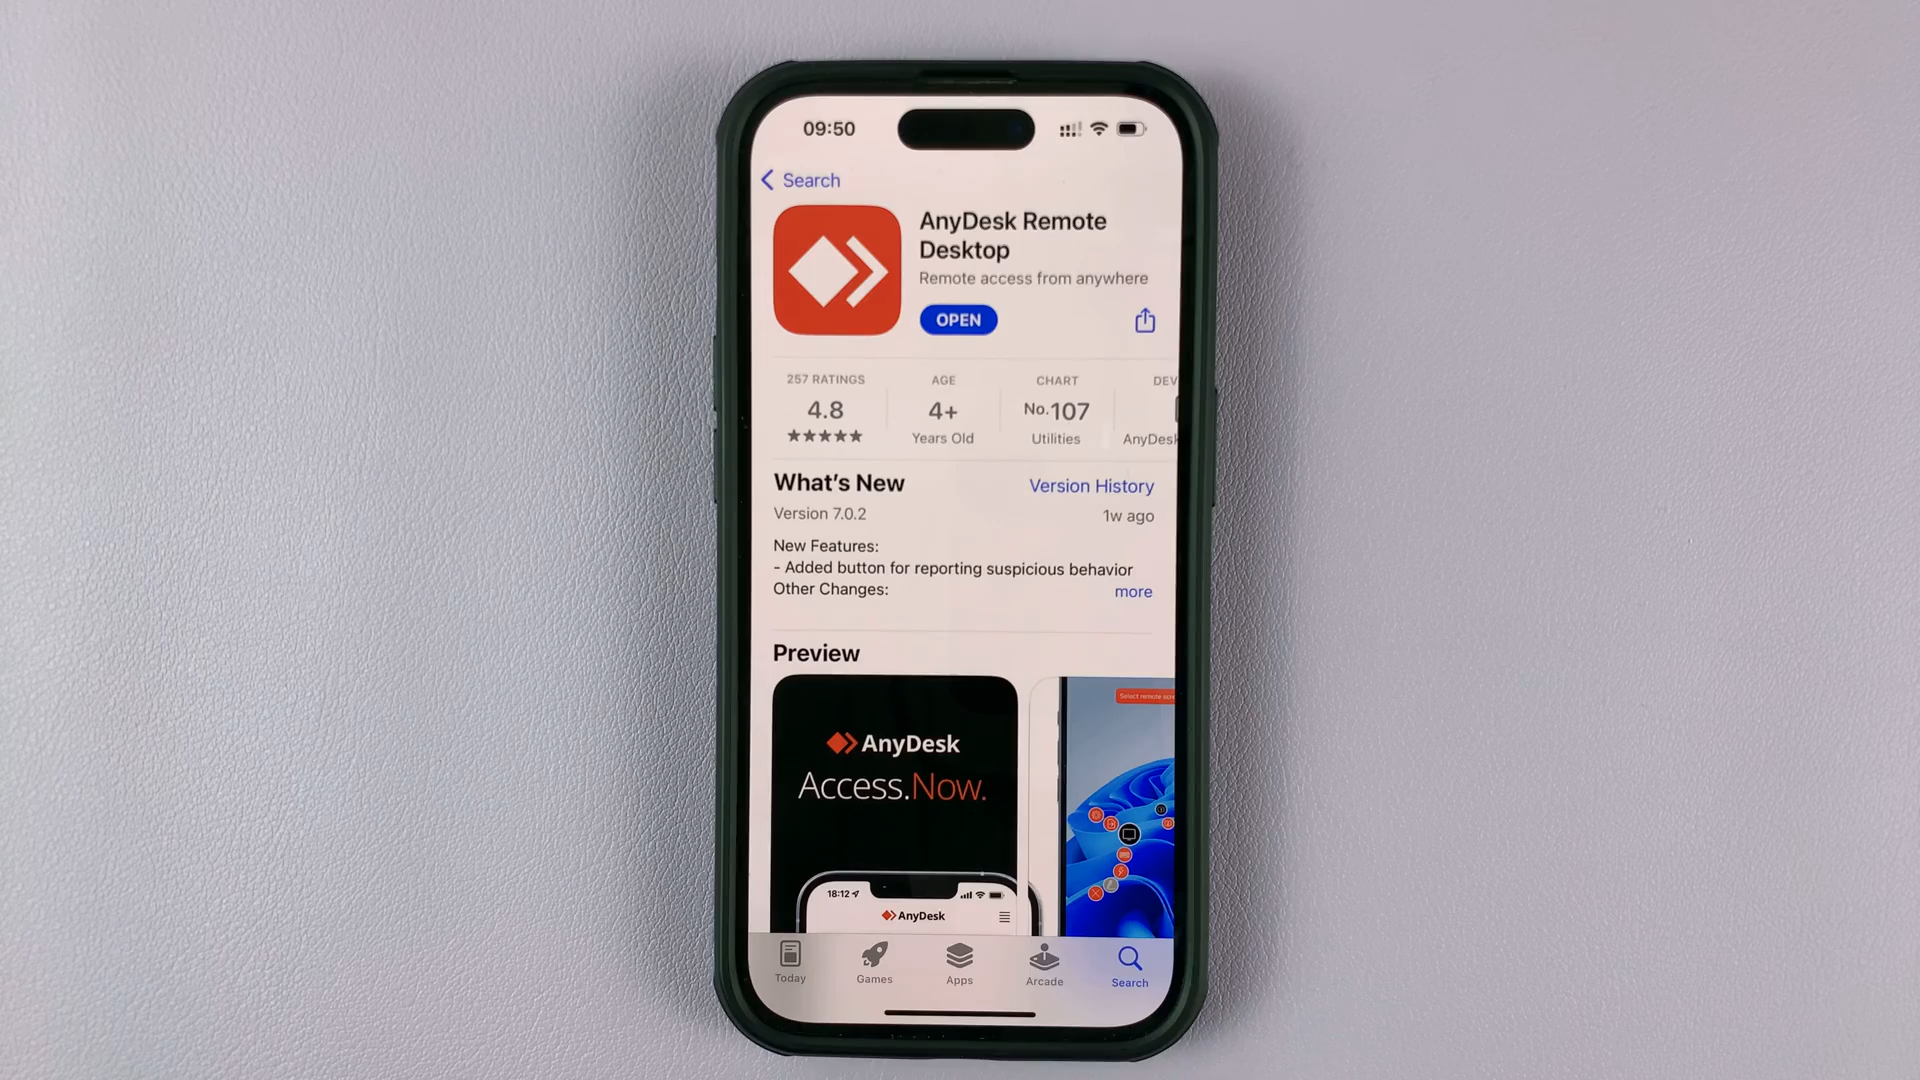 09:50
Search
AnyDesk Remote
Desktop
Remote access from anywhere
OPEN
257 RATINGS
AGE
CHART
DEV
4.8
4+
No.107
★★★★★
Years Old
Utilities
AnyDesk
What's New
Version History
Version 7.0.2
1w ago
New Features:
- Added button for reporting suspicious behavior
Other Changes:
more
Preview
Select remote scre
AnyDesk
Access.Now.
18:12
AnyDesk
Today
Games
Apps
Arcade
Search